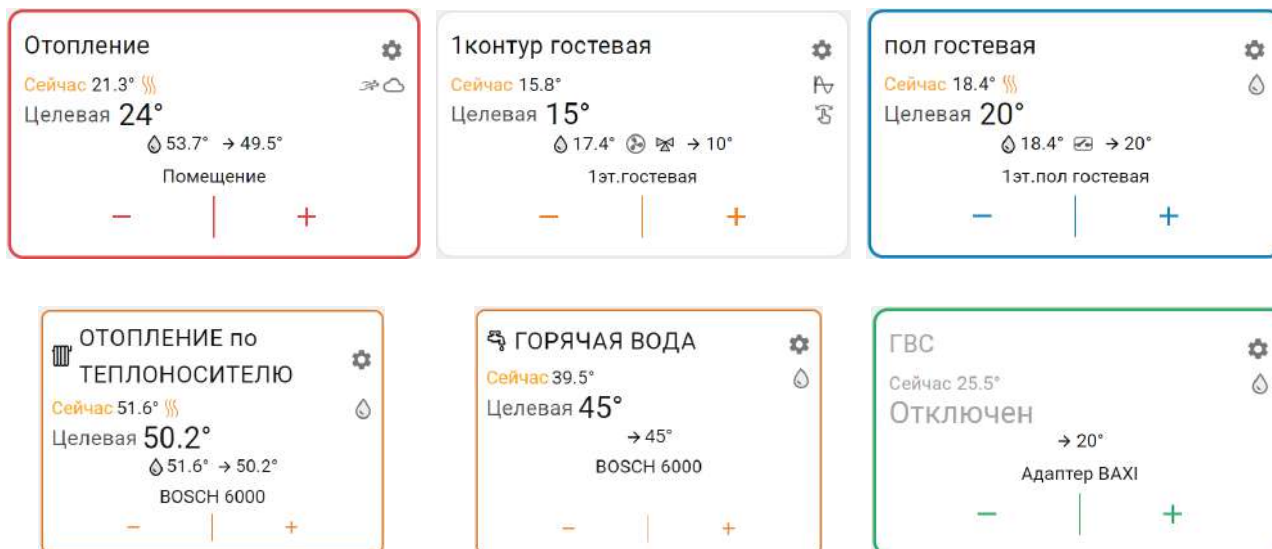 Отопление
Сейчас 21.3°
Целевая 24°
53.7° → 49.5°
Помещение
− +
1контур гостевая
Сейчас 15.8°
Целевая 15°
17.4° → 10°
1эт.гостевая
− +
пол гостевая
Сейчас 18.4°
Целевая 20°
18.4° → 20°
1эт.пол гостевая
− +
ОТОПЛЕНИЕ по
ТЕПЛОНОСИТЕЛЮ
Сейчас 51.6°
Целевая 50.2°
51.6° → 50.2°
BOSCH 6000
− +
ГОРЯЧАЯ ВОДА
Сейчас 39.5°
Целевая 45°
→ 45°
BOSCH 6000
− +
ГВС
Сейчас 25.5°
Отключен
→ 20°
Адаптер BAXI
− +